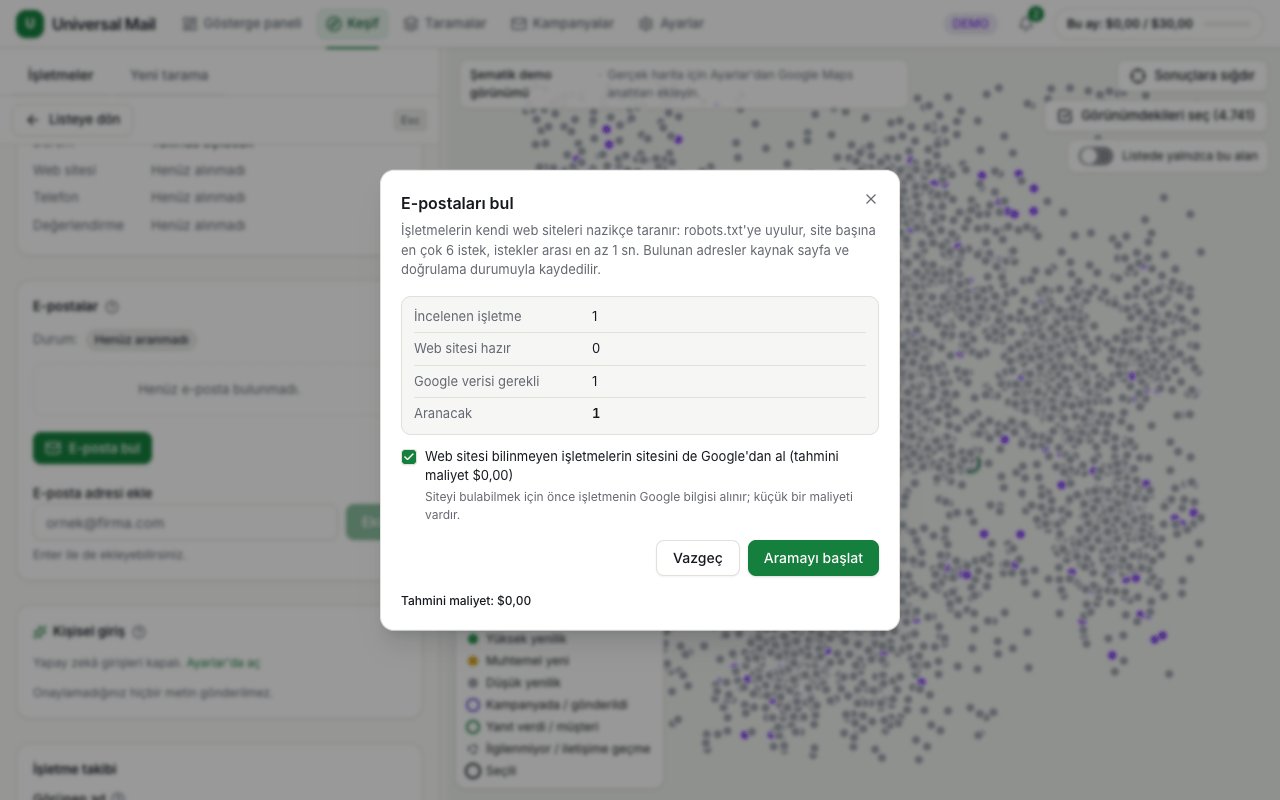 U Universal Mail
Gösterge paneli
Keşif
Taramalar
Kampanyalar
Ayarlar
DEMO
2
Bu ay: $0,00 / $30,00
İşletmeler
Yeni tarama
Listeye dön
Esc
Şematik demo görünümü
· Gerçek harita için Ayarlar'dan Google Maps
anahtarı ekleyin.
Sonuçlara sığdır
Görünümdekileri seç (4.741)
Listede yalnızca bu alan
Web sitesi
Henüz alınmadı
Telefon
Henüz alınmadı
Değerlendirme
Henüz alınmadı
E-postalar
Durum:
Henüz aranmadı
Henüz e-posta bulunmadı.
E-posta bul
E-posta adresi ekle
ornek@firma.com
Enter ile de ekleyebilirsiniz.
Kişisel giriş
Yapay zekâ girişleri kapalı. Ayarlar'da aç
Onaylamadığınız hiçbir metin gönderilmez.
İşletme takibi
E-postaları bul
İşletmelerin kendi web siteleri nazikçe taranır: robots.txt'ye uyulur, site başına
en çok 6 istek, istekler arası en az 1 sn. Bulunan adresler kaynak sayfa ve
doğrulama durumuyla kaydedilir.
İncelenen işletme
1
Web sitesi hazır
0
Google verisi gerekli
1
Aranacak
1
Web sitesi bilinmeyen işletmelerin sitesini de Google'dan al (tahmini
maliyet $0,00)
Siteyi bulabilmek için önce işletmenin Google bilgisi alınır; küçük bir maliyeti
vardır.
Vazgeç
Aramayı başlat
Tahmini maliyet: $0,00
Yüksek yenilik
Muhtemel yeni
Düşük yenilik
Kampanyada / gönderildi
Yanıt verdi / müşteri
İlgilenmiyor / iletişime geçme
Seçili